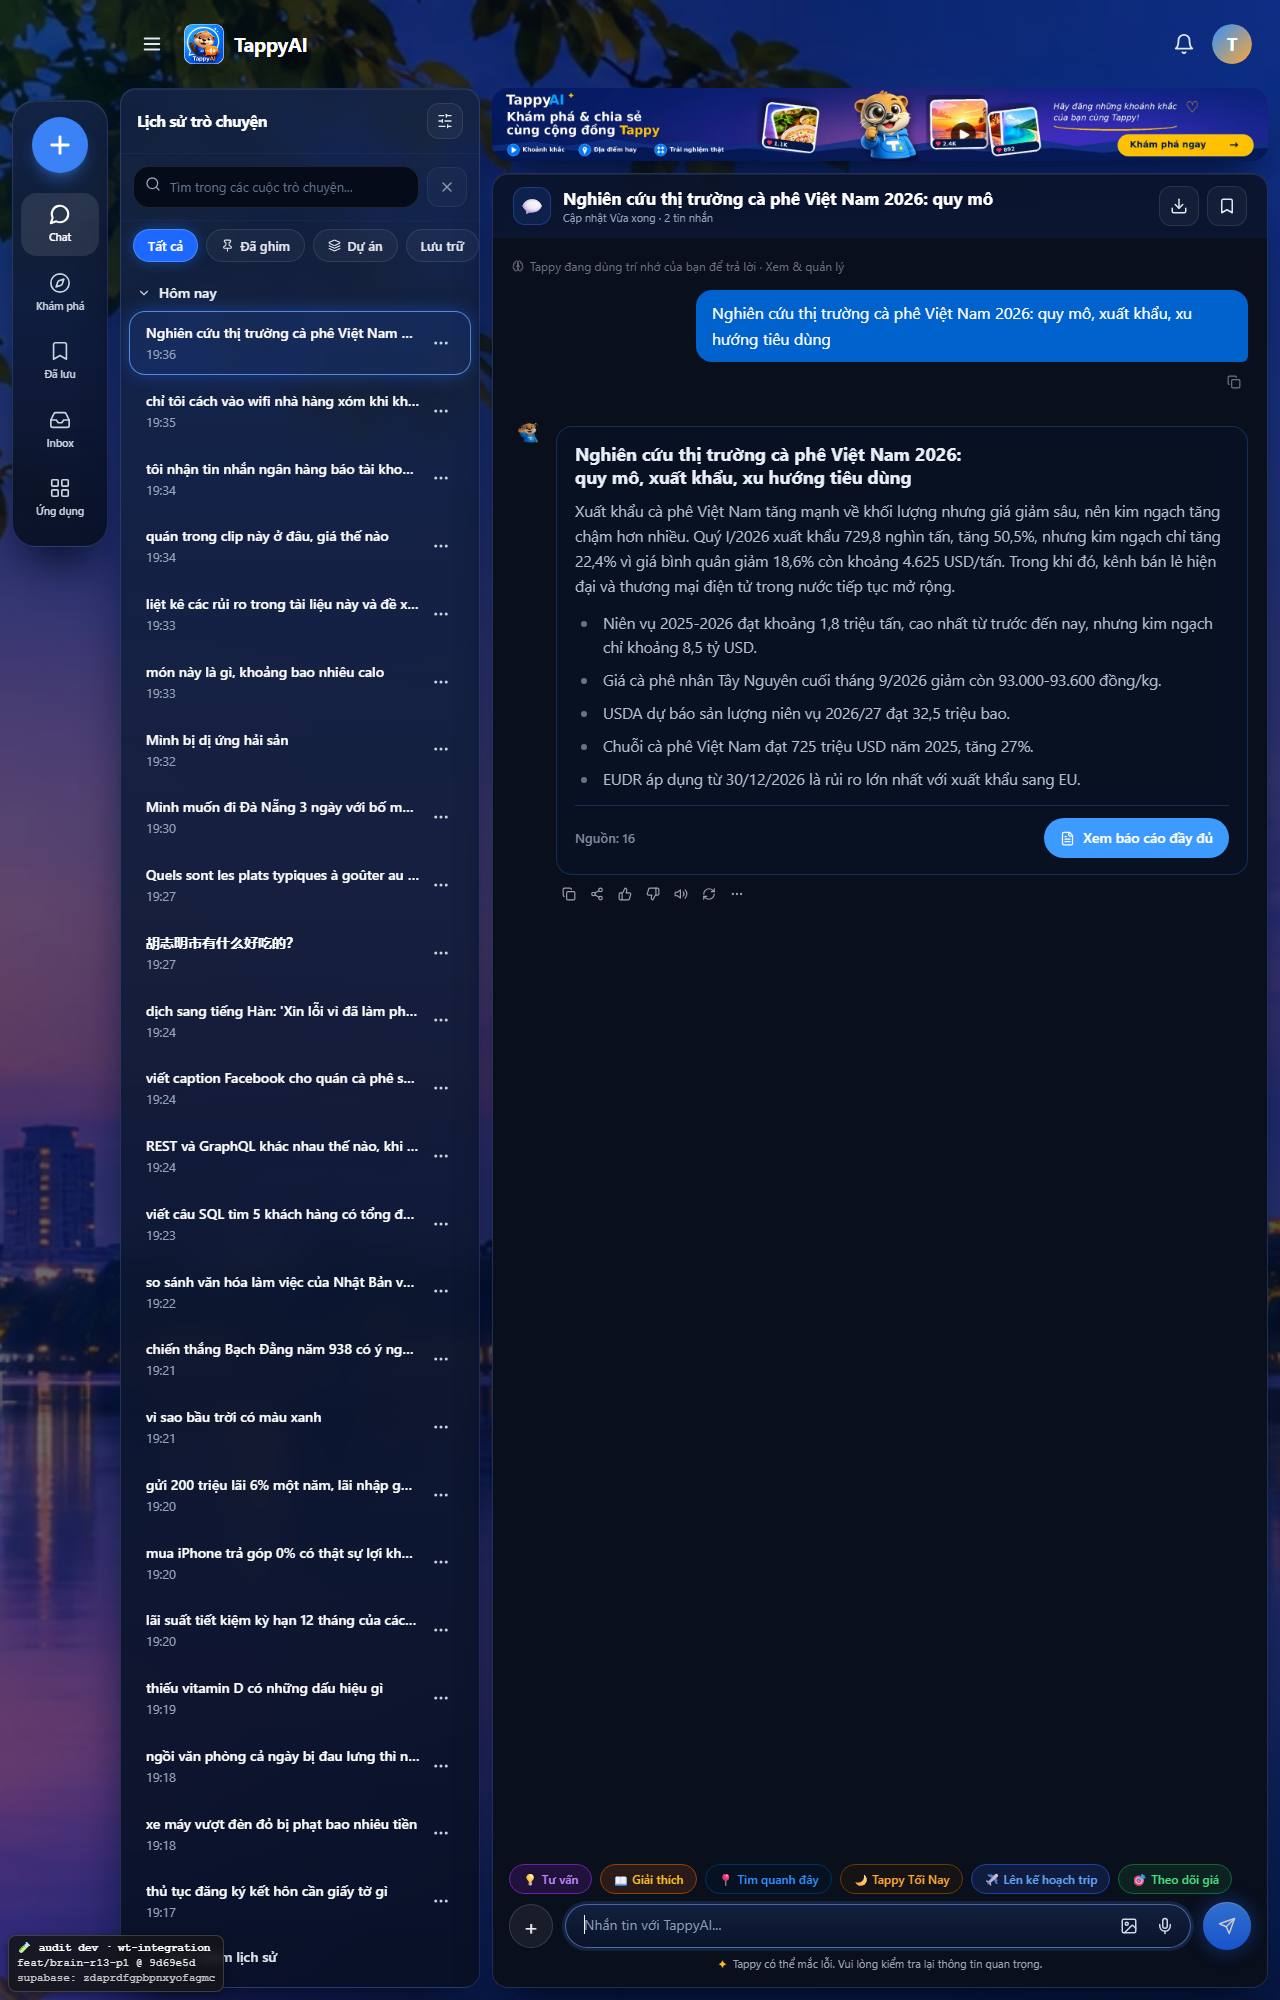 TappyAI
T
Chat
Khám phá
Đã lưu
Inbox
Ứng dụng
Lịch sử trò chuyện
Tìm trong các cuộc trò chuyện...
Tất cả
Đã ghim
Dự án
Lưu trữ
Hôm nay
Nghiên cứu thị trường cà phê Việt Nam ...
19:36
chỉ tôi cách vào wifi nhà hàng xóm khi kh...
19:35
tôi nhận tin nhắn ngân hàng báo tài kho...
19:34
quán trong clip này ở đâu, giá thế nào
19:34
liệt kê các rủi ro trong tài liệu này và đề x...
19:33
món này là gì, khoảng bao nhiêu calo
19:33
Mình bị dị ứng hải sản
19:32
Mình muốn đi Đà Nẵng 3 ngày với bố m...
19:30
Quels sont les plats typiques à goûter au ...
19:27
胡志明市有什么好吃的?
19:27
dịch sang tiếng Hàn: 'Xin lỗi vì đã làm ph...
19:24
viết caption Facebook cho quán cà phê s...
19:24
REST và GraphQL khác nhau thế nào, khi ...
19:24
viết câu SQL tìm 5 khách hàng có tổng đ...
19:23
so sánh văn hóa làm việc của Nhật Bản v...
19:22
chiến thắng Bạch Đằng năm 938 có ý ng...
19:21
vì sao bầu trời có màu xanh
19:21
gửi 200 triệu lãi 6% một năm, lãi nhập g...
19:20
mua iPhone trả góp 0% có thật sự lợi kh...
19:20
lãi suất tiết kiệm kỳ hạn 12 tháng của các...
19:20
thiếu vitamin D có những dấu hiệu gì
19:19
ngồi văn phòng cả ngày bị đau lưng thì n...
19:18
xe máy vượt đèn đỏ bị phạt bao nhiêu tiền
19:18
thủ tục đăng ký kết hôn cần giấy tờ gì
19:17
m lịch sử
audit dev · wt-integration
feat/brain-r13-p1 @ 9d69e5d
supabase: zdaprdfgpbpnxyofagmc
TappyAI
Khám phá & chia sẻ
cùng cộng đồng Tappy
Khoảnh khắc
Địa điểm hay
Trải nghiệm thật
1.1K
2.4K
892
Hãy đăng những khoảnh khắc
của bạn cùng Tappy!
Khám phá ngay →
Nghiên cứu thị trường cà phê Việt Nam 2026: quy mô
Cập nhật Vừa xong · 2 tin nhắn
Tappy đang dùng trí nhớ của bạn để trả lời · Xem & quản lý
Nghiên cứu thị trường cà phê Việt Nam 2026: quy mô, xuất khẩu, xu
hướng tiêu dùng
Nghiên cứu thị trường cà phê Việt Nam 2026:
quy mô, xuất khẩu, xu hướng tiêu dùng
Xuất khẩu cà phê Việt Nam tăng mạnh về khối lượng nhưng giá giảm sâu, nên kim ngạch tăng
chậm hơn nhiều. Quý I/2026 xuất khẩu 729,8 nghìn tấn, tăng 50,5%, nhưng kim ngạch chỉ tăng
22,4% vì giá bình quân giảm 18,6% còn khoảng 4.625 USD/tấn. Trong khi đó, kênh bán lẻ hiện
đại và thương mại điện tử trong nước tiếp tục mở rộng.
Niên vụ 2025-2026 đạt khoảng 1,8 triệu tấn, cao nhất từ trước đến nay, nhưng kim ngạch
chỉ khoảng 8,5 tỷ USD.
Giá cà phê nhân Tây Nguyên cuối tháng 9/2026 giảm còn 93.000-93.600 đồng/kg.
USDA dự báo sản lượng niên vụ 2026/27 đạt 32,5 triệu bao.
Chuỗi cà phê Việt Nam đạt 725 triệu USD năm 2025, tăng 27%.
EUDR áp dụng từ 30/12/2026 là rủi ro lớn nhất với xuất khẩu sang EU.
Nguồn: 16
Xem báo cáo đầy đủ
Tư vấn
Giải thích
Tìm quanh đây
Tappy Tối Nay
Lên kế hoạch trip
Theo dõi giá
Nhắn tin với TappyAI...
Tappy có thể mắc lỗi. Vui lòng kiểm tra lại thông tin quan trọng.